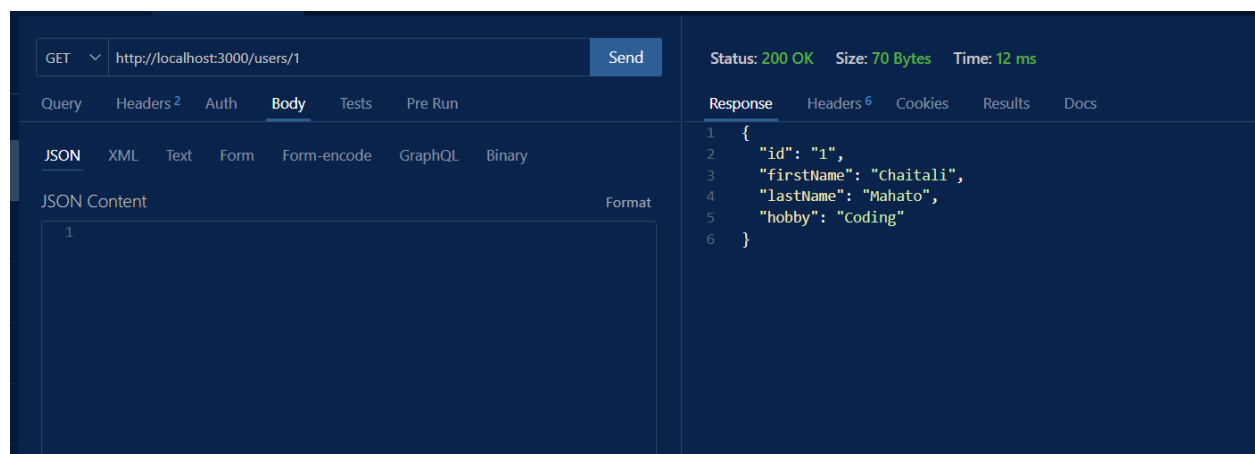 GET http://localhost:3000/users/1 Send
Query Headers 2 Auth Body Tests Pre Run
JSON XML Text Form Form-encode GraphQL Binary
JSON Content Format
1
Status: 200 OK Size: 70 Bytes Time: 12 ms
Response Headers 6 Cookies Results Docs
1 {
2 "id": "1",
3 "firstName": "Chaitali",
4 "lastName": "Mahato",
5 "hobby": "Coding"
6 }